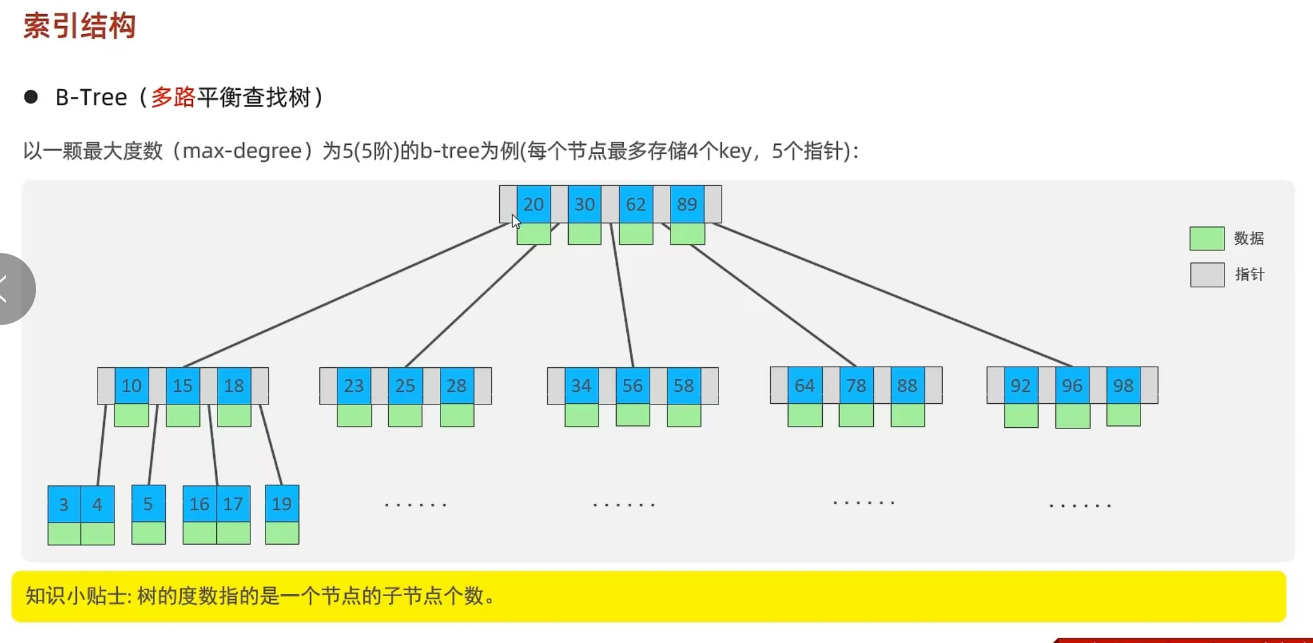 索引结构
● B-Tree（多路平衡查找树）
以一颗最大度数（max-degree）为5(5阶)的b-tree为例(每个节点最多存储4个key，5个指针)：
20 30 62 89
数据
指针
10 15 18 23 25 28 34 56 58 64 78 88 92 96 98
3 4 5 16 17 19 ...... ...... ...... ......
知识小贴士: 树的度数指的是一个节点的子节点个数。